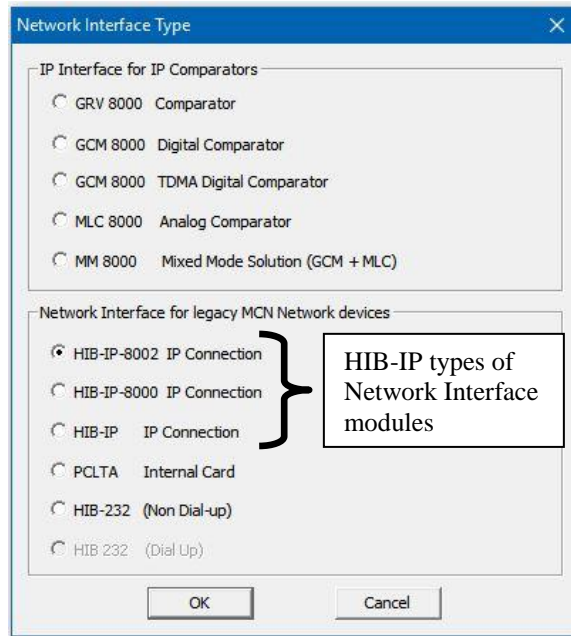 Network Interface Type
IP Interface for IP Comparators
GRV 8000 Comparator
GCM 8000 Digital Comparator
GCM 8000 TDMA Digital Comparator
MLC 8000 Analog Comparator
MM 8000 Mixed Mode Solution (GCM + MLC)
Network Interface for legacy MCN Network devices
HIB-IP-8002 IP Connection
HIB-IP-8000 IP Connection
HIB-IP IP Connection
HIB-IP types of
Network Interface
modules
PCLTA Internal Card
HIB-232 (Non Dial-up)
HIB 232 (Dial Up)
OK Cancel